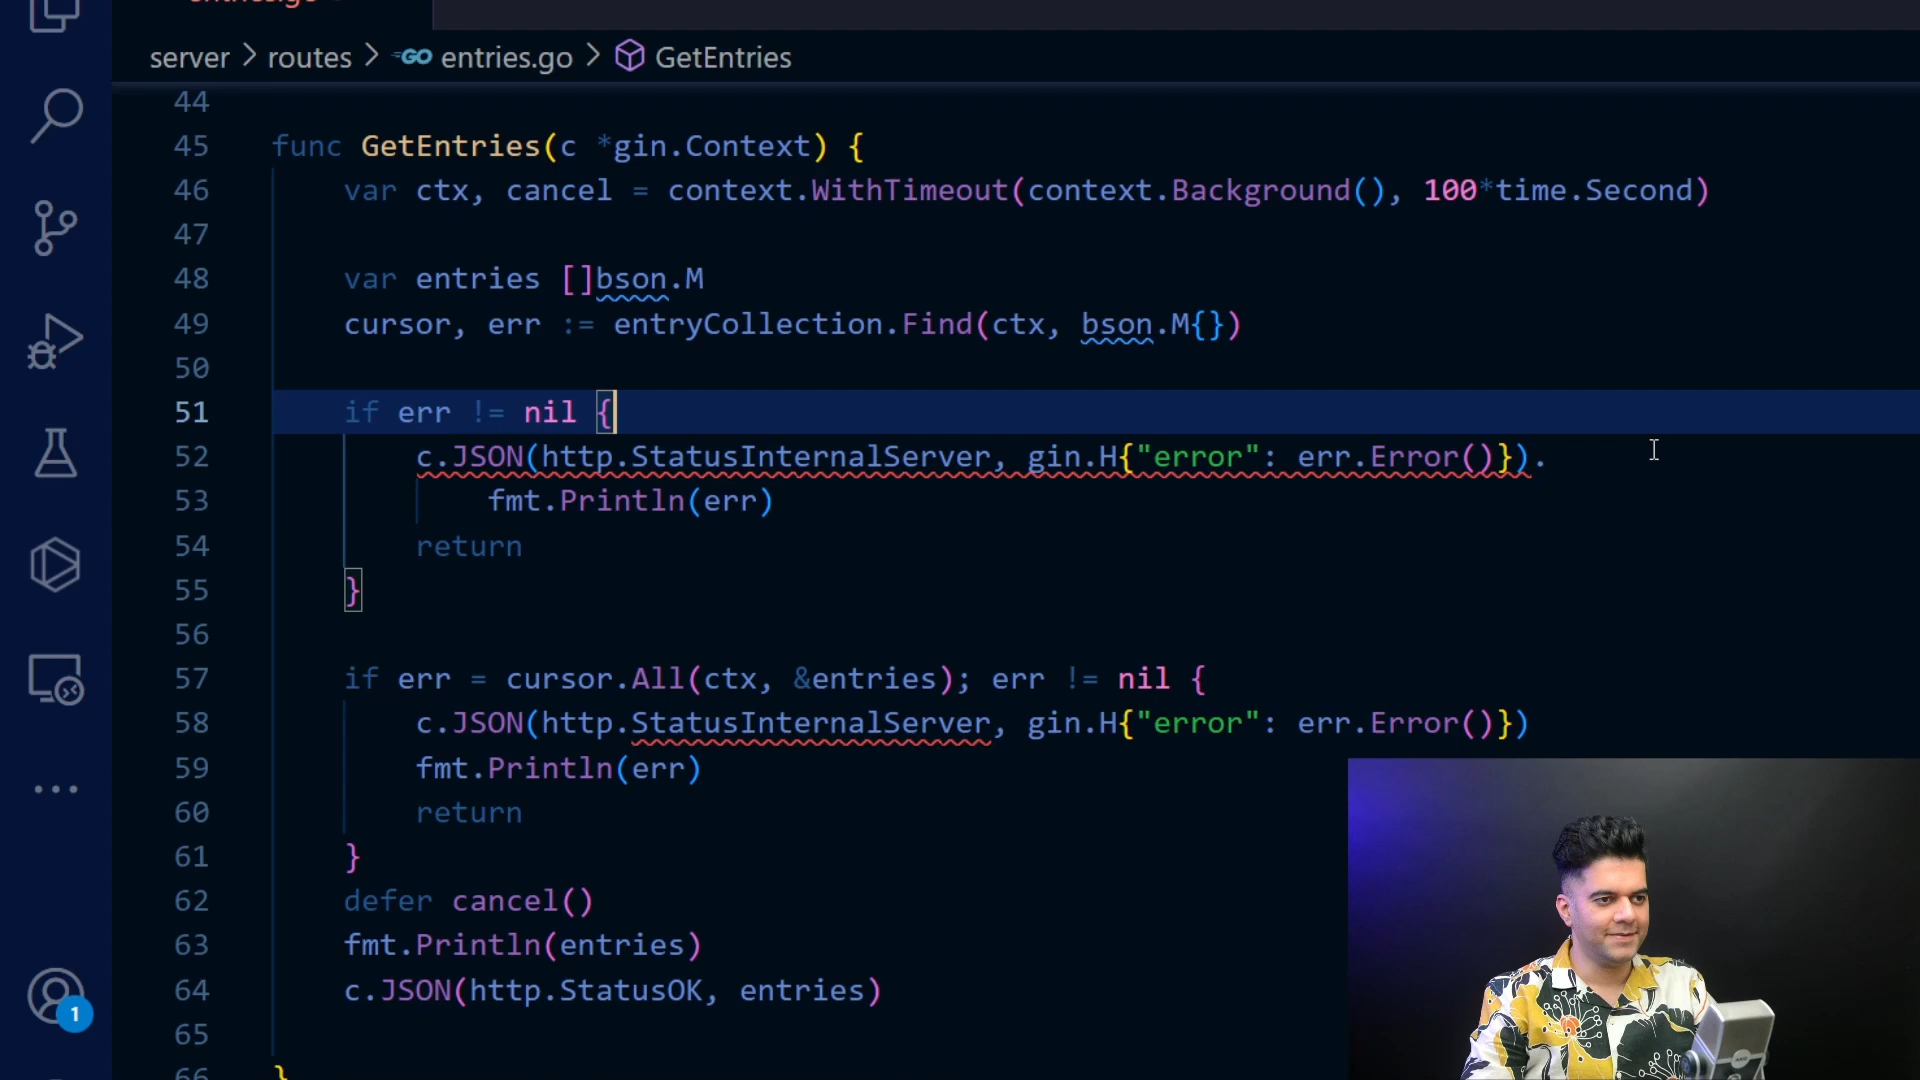 server > routes > GO entries.go > GetEntries
44
45 func GetEntries(c *gin.Context) {
46 var ctx, cancel = context.WithTimeout(context.Background(), 100*time.Second)
47
48 var entries []bson.M
49 cursor, err := entryCollection.Find(ctx, bson.M{})
50
51 if err != nil {
52 c.JSON(http.StatusInternalServer, gin.H{"error": err.Error()}).
53 fmt.Println(err)
54 return
55 }
56
57 if err = cursor.All(ctx, &entries); err != nil {
58 c.JSON(http.StatusInternalServer, gin.H{"error": err.Error()})
59 fmt.Println(err)
60 return
61 }
62 defer cancel()
63 fmt.Println(entries)
64 c.JSON(http.StatusOK, entries)
65
66 }
1